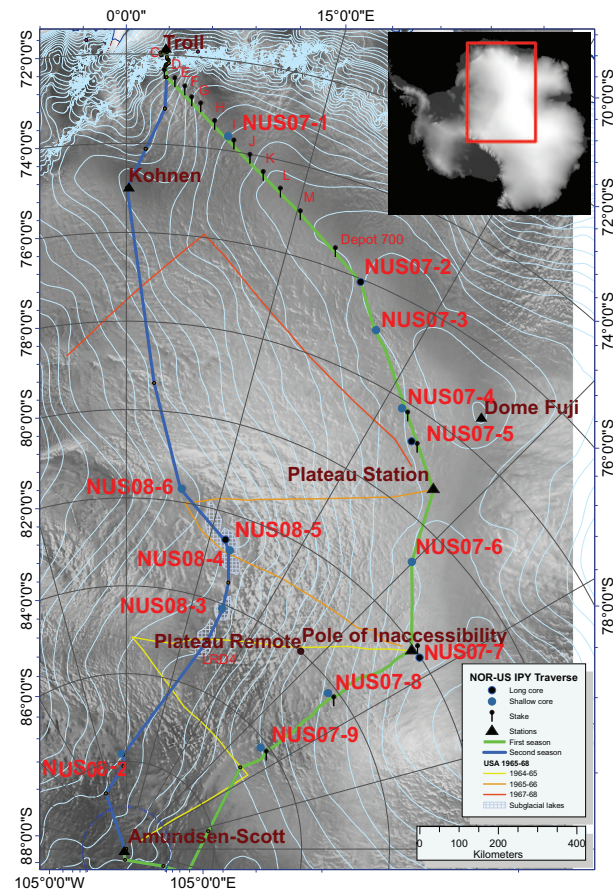 0°0'0"
15°0'0"E
72°0'0"S
74°0'0"S
76°0'0"S
78°0'0"S
80°0'0"S
82°0'0"S
84°0'0"S
86°0'0"S
88°0'0"S
70°0'0"S
72°0'0"S
74°0'0"S
76°0'0"S
78°0'0"S
Troll
C
D
E
F
G
H
I
NUS07-1
J
K
L
M
Kohnen
Depot 700
NUS07-2
NUS07-3
NUS07-4
Dome Fuji
NUS07-5
Plateau Station
NUS08-6
NUS08-5
NUS08-4
NUS07-6
NUS08-3
Plateau Remote
Pole of Inaccessibility
NUS07-7
NUS07-8
NUS07-9
Amundsen-Scott
NOR-US IPY Traverse
Long core
Shallow core
Stake
Stations
First season
Second season
USA 1965-68
1964-65
1965-66
1967-68
Subglacial lakes
0 100 200 400
Kilometers
105°0'0"W
105°0'0"E